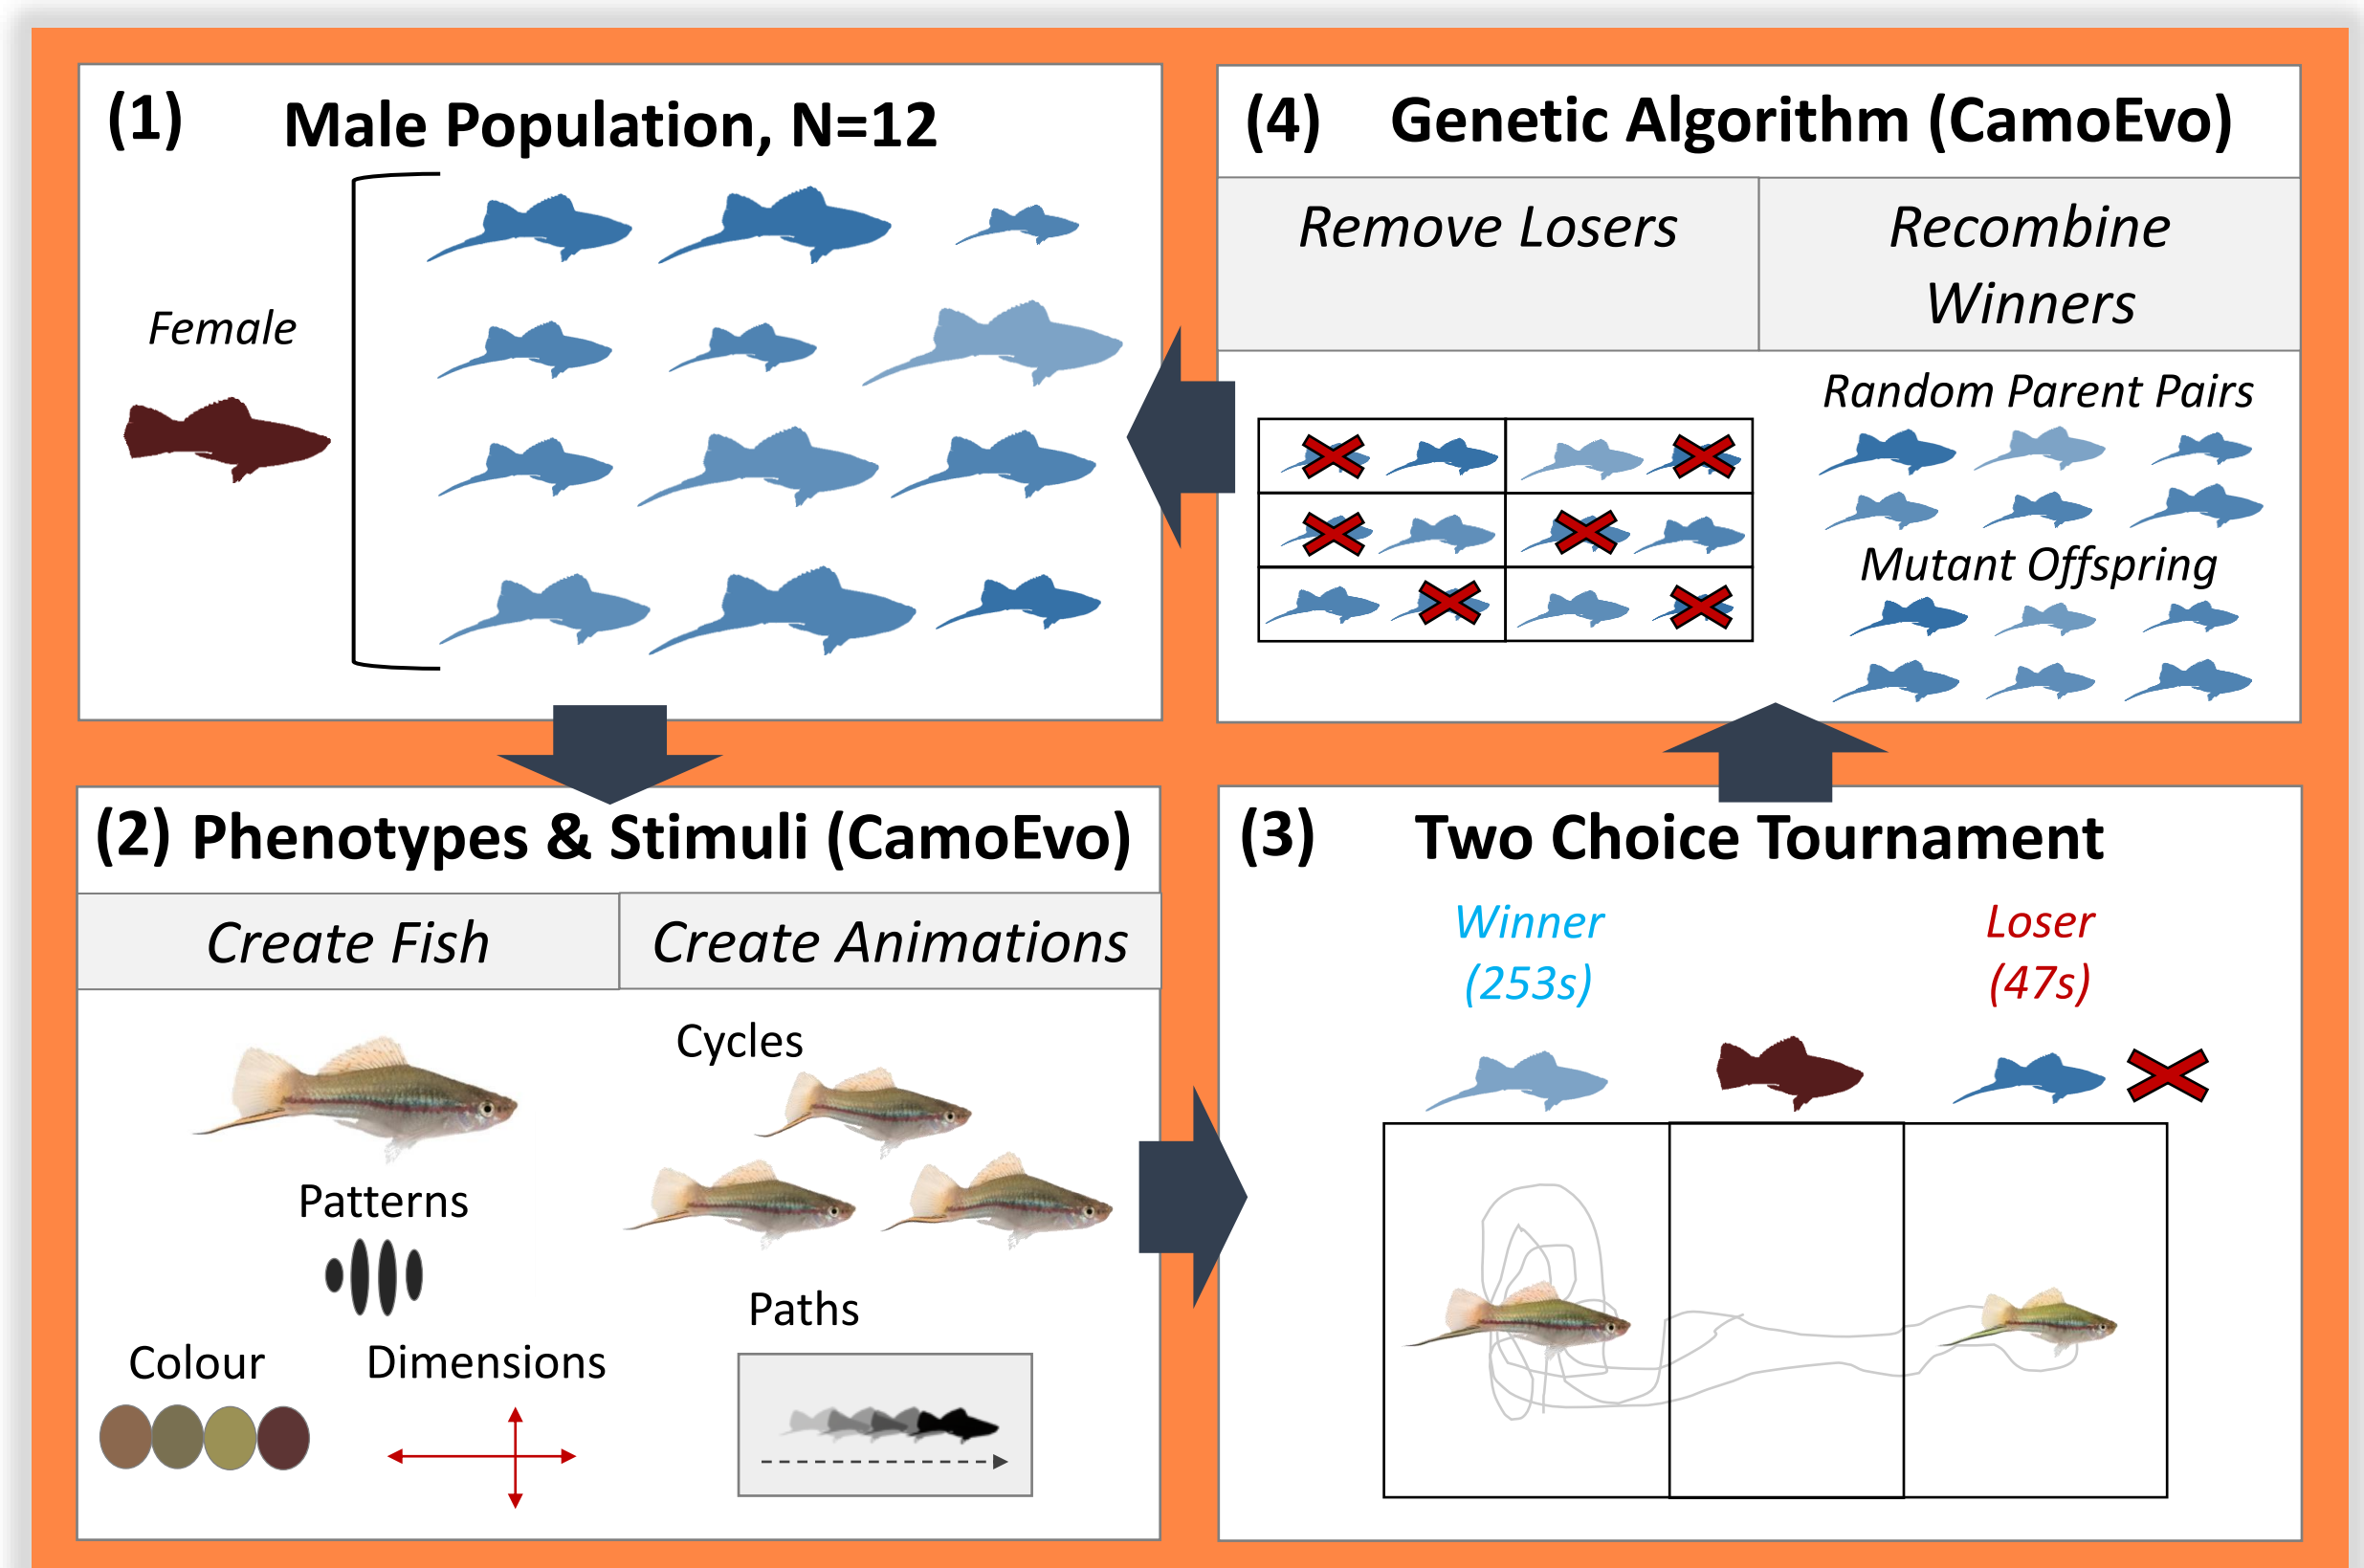 (1) Male Population, N=12
Female
(4) Genetic Algorithm (CamoEvo)
Remove Losers
Recombine
Winners
Random Parent Pairs
Mutant Offspring
(2) Phenotypes & Stimuli (CamoEvo)
Create Fish
Create Animations
Cycles
Patterns
Paths
Colour
Dimensions
(3) Two Choice Tournament
Winner
(253s)
Loser
(47s)